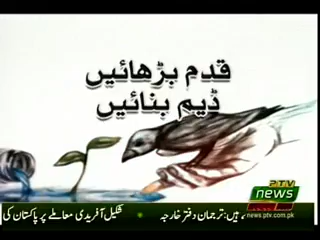 قدم بڑھائیں
ڈیم بنائیں
PTV
news
www.ptv.com.pk
ہیں: ترجمان دفتر خارجہ
شکیل آفریدی معاملے پر پاکستان کی